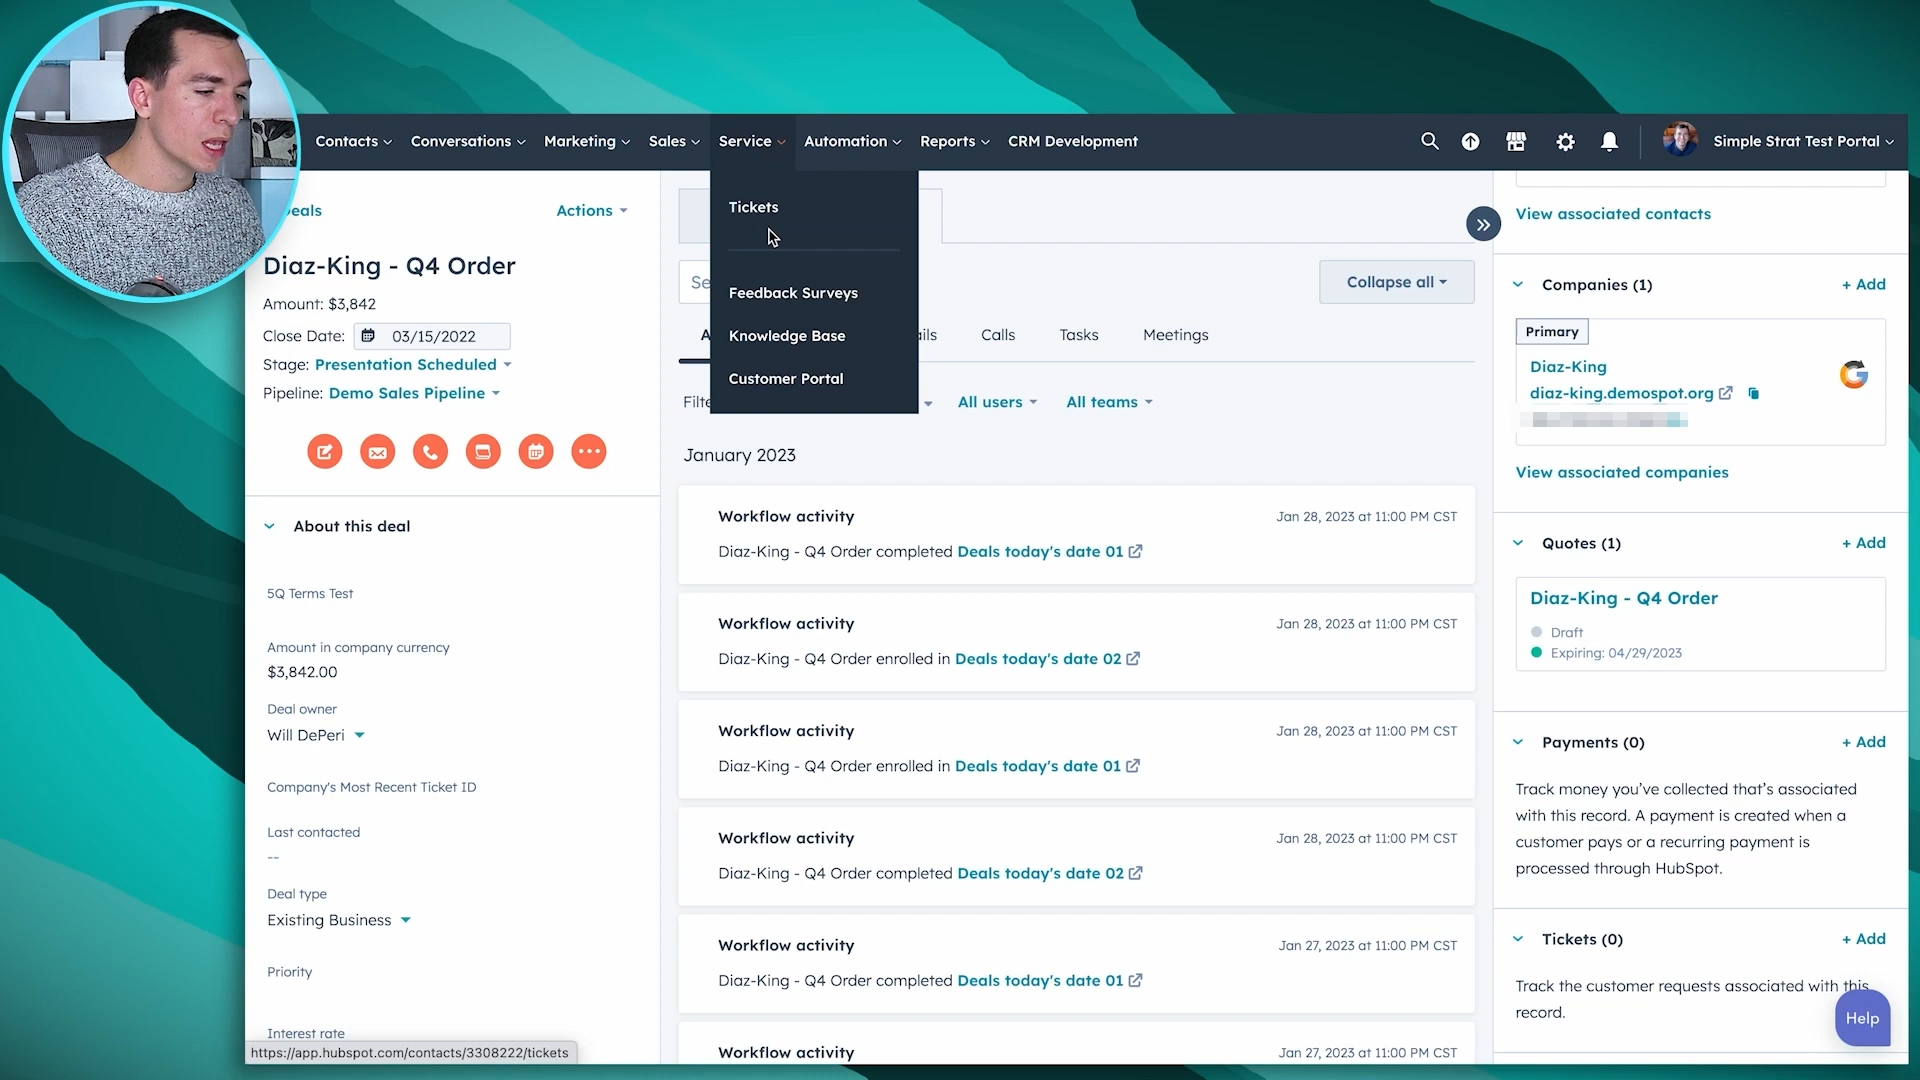 Contacts
Conversations
Marketing
Sales
Service
Automation
Reports
CRM Development
Simple Strat Test Portal
Actions
Diaz-King - Q4 Order
Amount: $3,842
Close Date: 03/15/2022
Stage: Presentation Scheduled
Pipeline: Demo Sales Pipeline
About this deal
5Q Terms Test
Amount in company currency
$3,842.00
Deal owner
Will DePeri
Company's Most Recent Ticket ID
Last contacted
--
Deal type
Existing Business
Priority
Interest rate
https://app.hubspot.com/contacts/3308222/tickets
Tickets
Feedback Surveys
Knowledge Base
Customer Portal
Collapse all
Calls
Tasks
Meetings
All users
All teams
January 2023
Workflow activity
Jan 28, 2023 at 11:00 PM CST
Diaz-King - Q4 Order completed Deals today's date 01
Workflow activity
Jan 28, 2023 at 11:00 PM CST
Diaz-King - Q4 Order enrolled in Deals today's date 02
Workflow activity
Jan 28, 2023 at 11:00 PM CST
Diaz-King - Q4 Order enrolled in Deals today's date 01
Workflow activity
Jan 28, 2023 at 11:00 PM CST
Diaz-King - Q4 Order completed Deals today's date 02
Workflow activity
Jan 27, 2023 at 11:00 PM CST
Diaz-King - Q4 Order completed Deals today's date 01
Workflow activity
Jan 27, 2023 at 11:00 PM CST
View associated contacts
Companies (1)
+ Add
Primary
Diaz-King
diaz-king.demospot.org
View associated companies
Quotes (1)
+ Add
Diaz-King - Q4 Order
Draft
Expiring: 04/29/2023
Payments (0)
+ Add
Track money you've collected that's associated
with this record. A payment is created when a
customer pays or a recurring payment is
processed through HubSpot.
Tickets (0)
+ Add
Track the customer requests associated with this
record.
Help